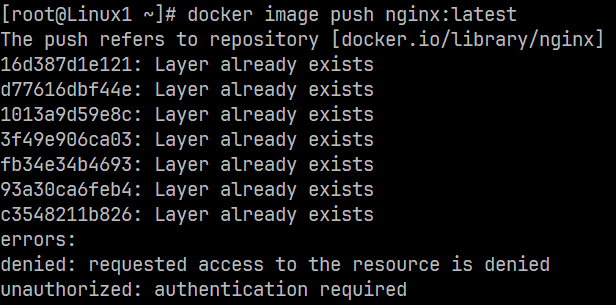 [root@Linux1 ~]# docker image push nginx:latest
The push refers to repository [docker.io/library/nginx]
16d387d1e121: Layer already exists
d77616dbf44e: Layer already exists
1013a9d59e8c: Layer already exists
3f49e906ca03: Layer already exists
fb34e34b4693: Layer already exists
93a30ca6feb4: Layer already exists
c3548211b826: Layer already exists
errors:
denied: requested access to the resource is denied
unauthorized: authentication required